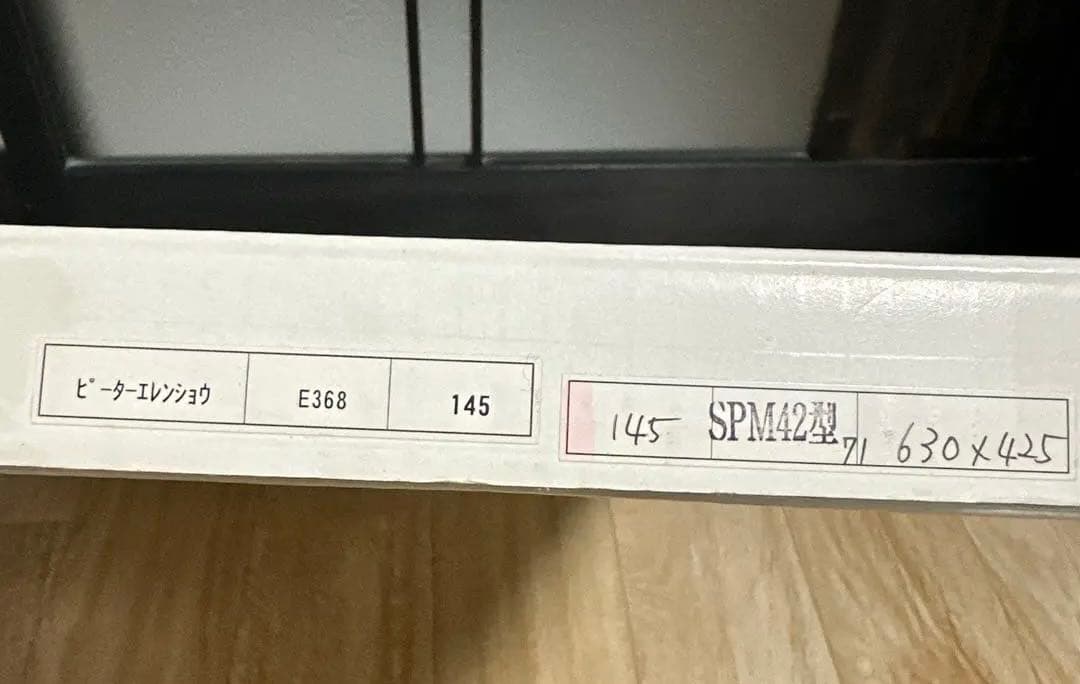 ﾋﾟｰﾀｰｴﾚﾝｼｮｳ E368 145
145 SPM42型 71 630×425